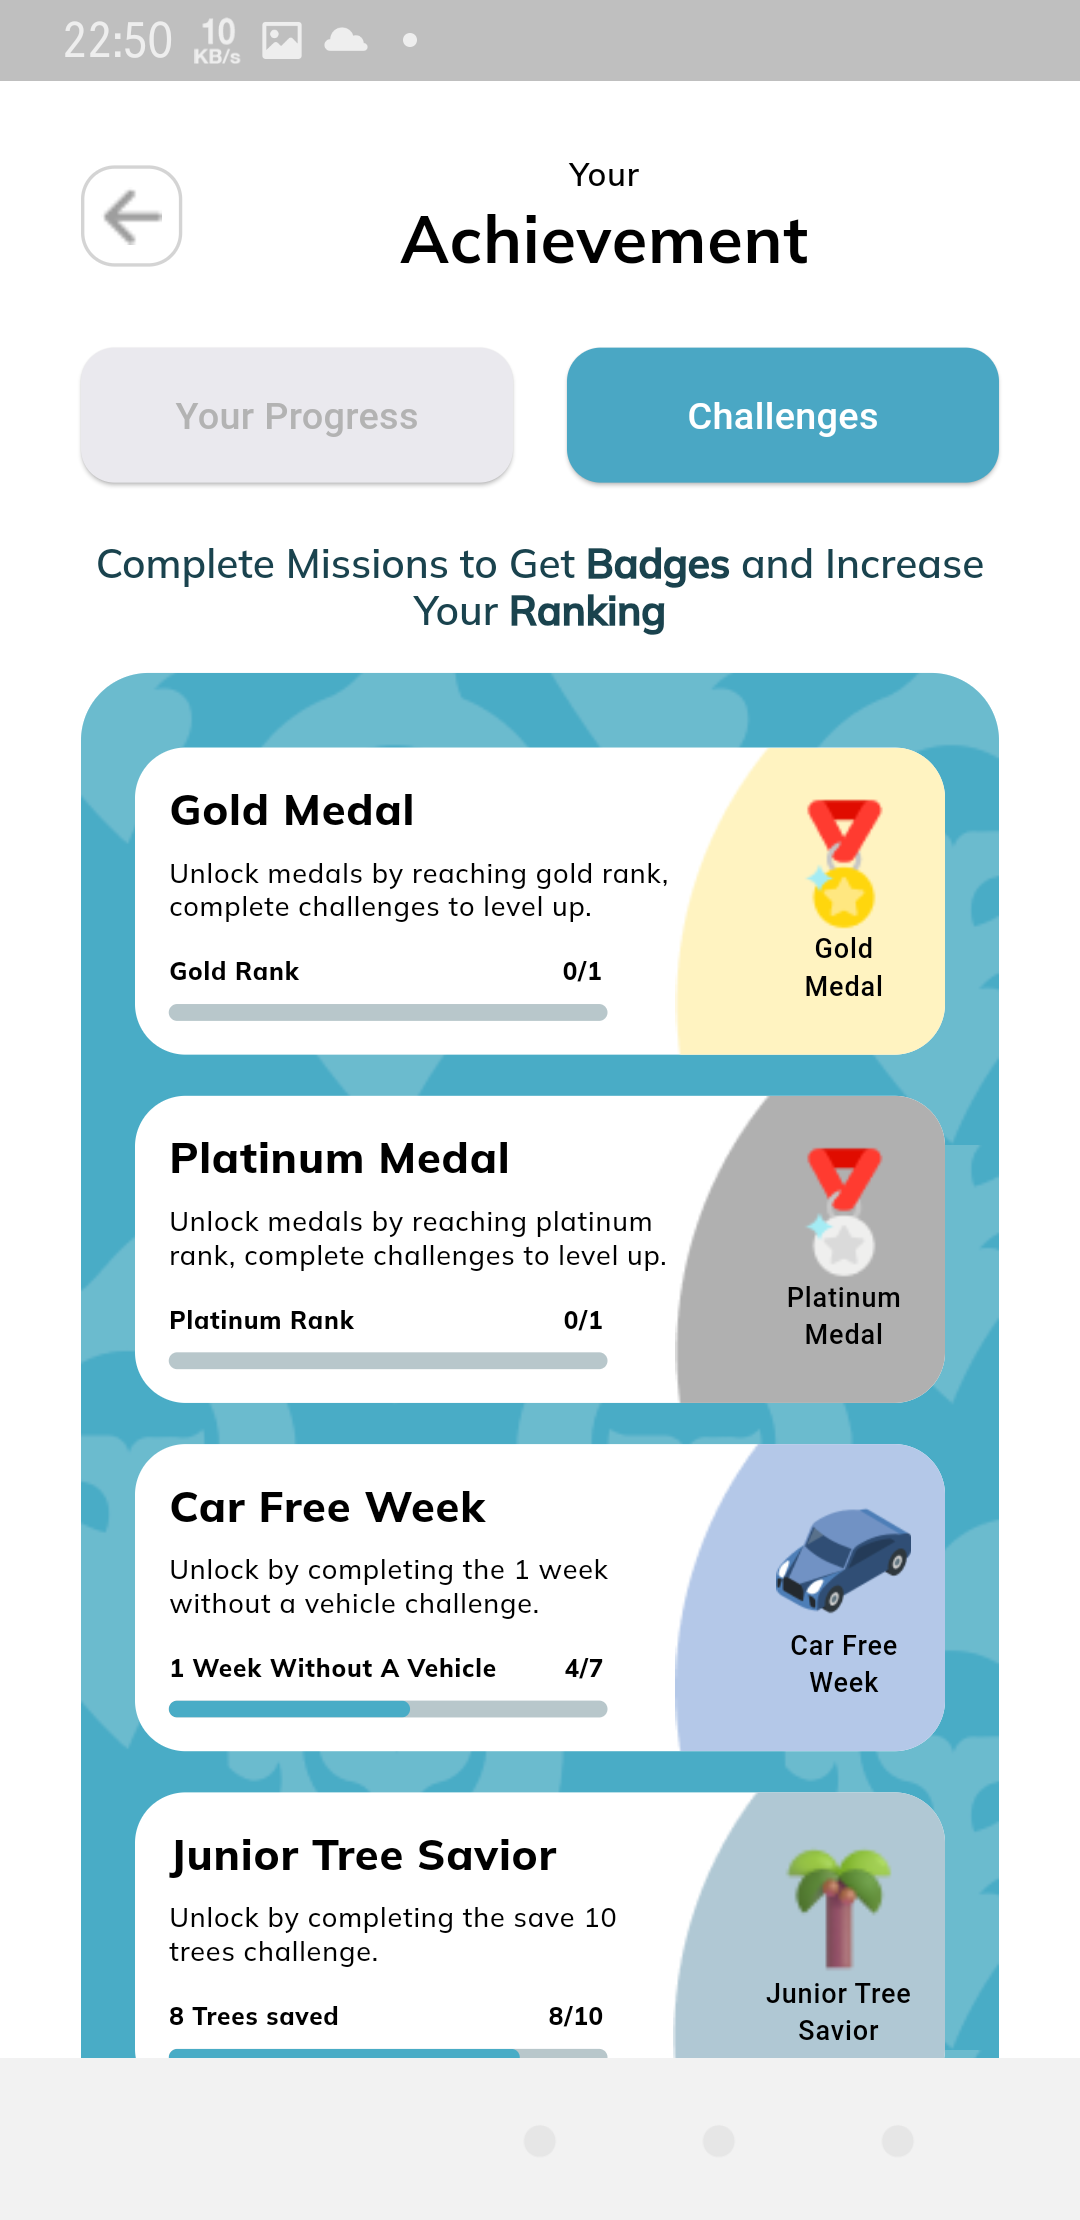 22:50 10 KB/s
Your
Achievement
Your Progress
Challenges
Complete Missions to Get Badges and Increase
Your Ranking
Gold Medal
Unlock medals by reaching gold rank,
complete challenges to level up.
Gold Rank 0/1
Gold
Medal
Platinum Medal
Unlock medals by reaching platinum
rank, complete challenges to level up.
Platinum Rank 0/1
Platinum
Medal
Car Free Week
Unlock by completing the 1 week
without a vehicle challenge.
1 Week Without A Vehicle 4/7
Car Free
Week
Junior Tree Savior
Unlock by completing the save 10
trees challenge.
8 Trees saved 8/10
Junior Tree
Savior